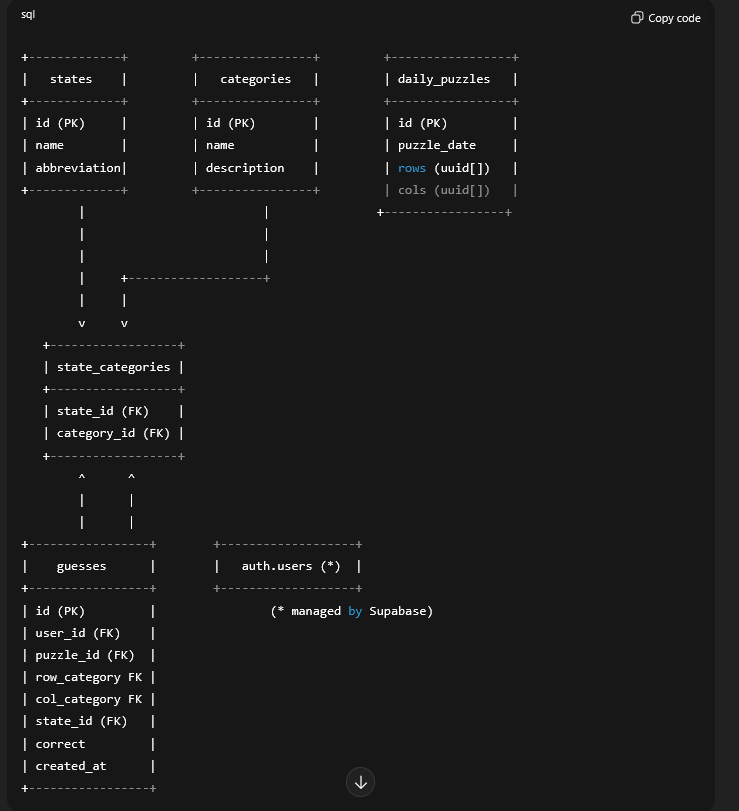 sql
Copy code
+-------------+        +----------------+        +-----------------+
|   states    |        |   categories   |        | daily_puzzles   |
+-------------+        +----------------+        +-----------------+
| id (PK)     |        | id (PK)        |        | id (PK)         |
| name        |        | name           |        | puzzle_date     |
| abbreviation|        | description    |        | rows (uuid[])   |
+-------------+        +----------------+        | cols (uuid[])   |
       |                        |               +-----------------+
       |                        |
       |                        |
       |    +-------------------+
       |    |
       v    v
  +------------------+
  | state_categories |
  +------------------+
  | state_id (FK)    |
  | category_id (FK) |
  +------------------+
       ^     ^
       |     |
       |     |
+-----------------+       +-------------------+
|    guesses      |       |  auth.users (*)  |
+-----------------+       +-------------------+
| id (PK)         |              (* managed by Supabase)
| user_id (FK)    |
| puzzle_id (FK)  |
| row_category FK |
| col_category FK |
| state_id (FK)   |
| correct         |
| created_at      |
+-----------------+